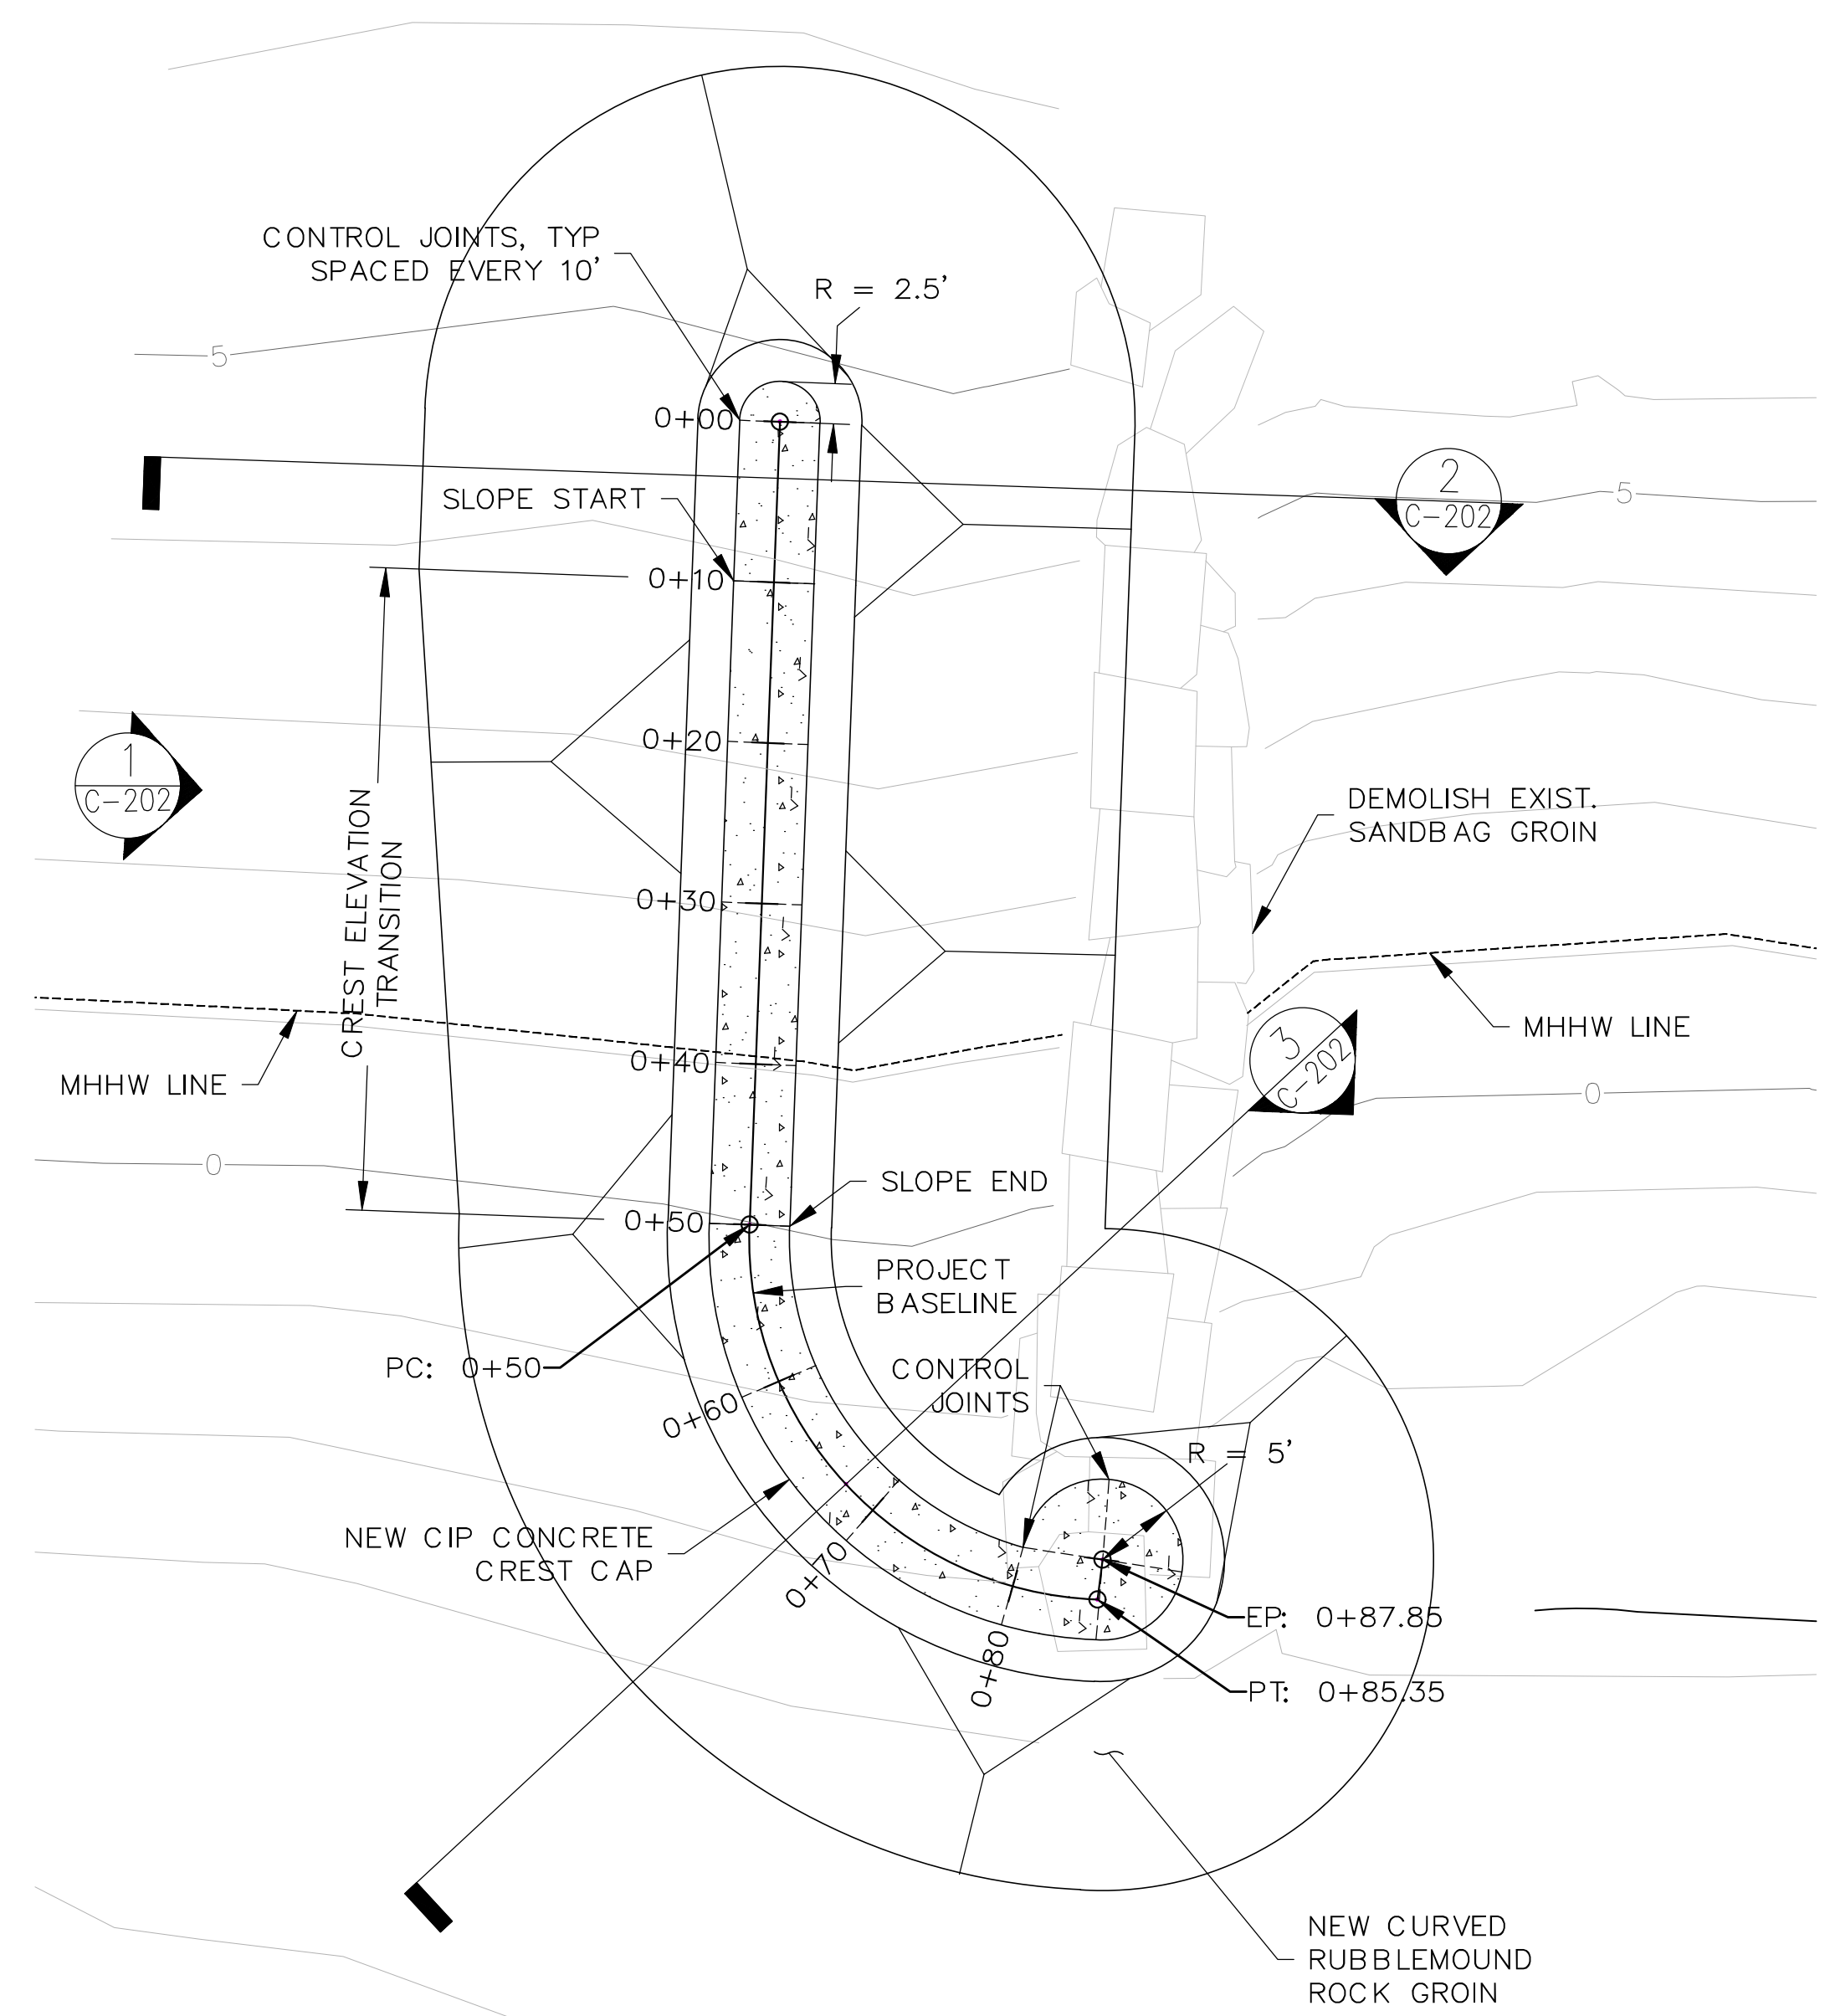 CONTROL JOINTS, TYP
SPACED EVERY 10'
R = 2.5'
5
0+00
2
C-202
5
SLOPE START
0+10
1
C-202
0+20
CREST ELEVATION
TRANSITION
DEMOLISH EXIST.
SANDBAG GROIN
0+30
MHHW LINE
3
C-202
0+40
MHHW LINE
0
0
SLOPE END
0+50
PROJECT
BASELINE
PC: 0+50
CONTROL
JOINTS
0+60
R = 5'
NEW CIP CONCRETE
CREST CAP
0+70
0+80
EP: 0+87.85
PT: 0+85.35
NEW CURVED
RUBBLEMOUND
ROCK GROIN